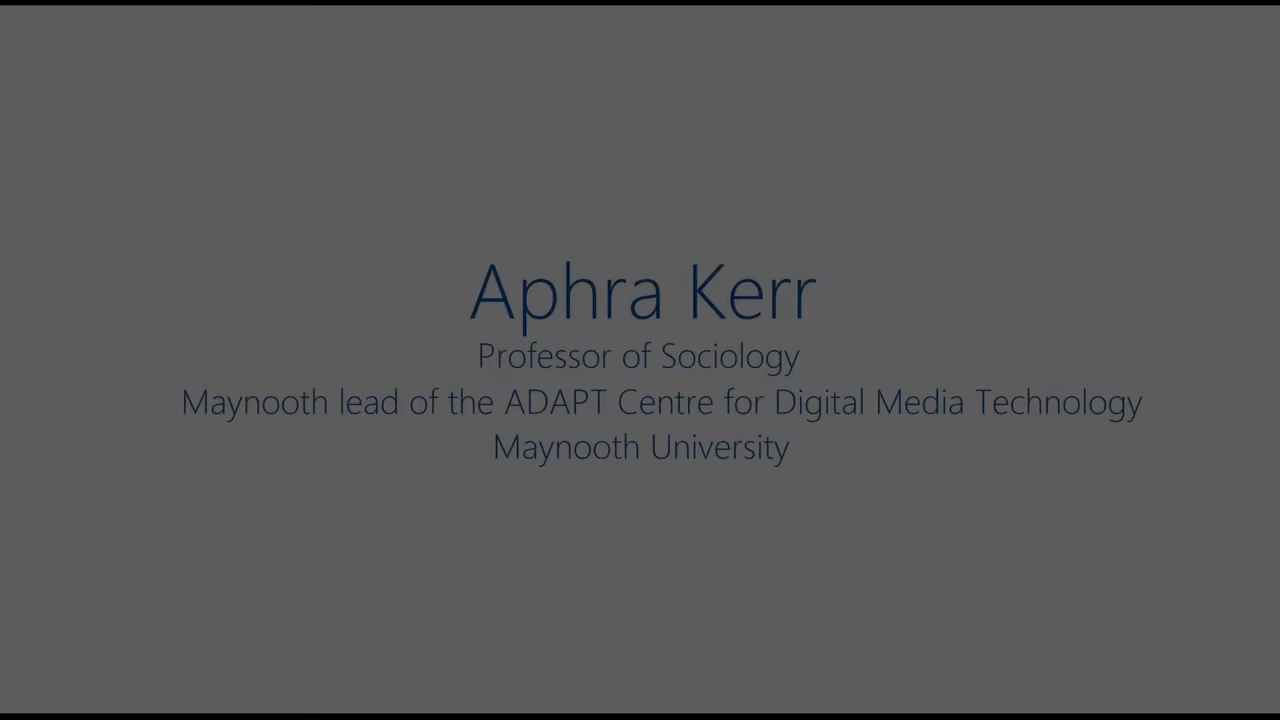 Aphra Kerr
Professor of Sociology
Maynooth lead of the ADAPT Centre for Digital Media Technology
Maynooth University